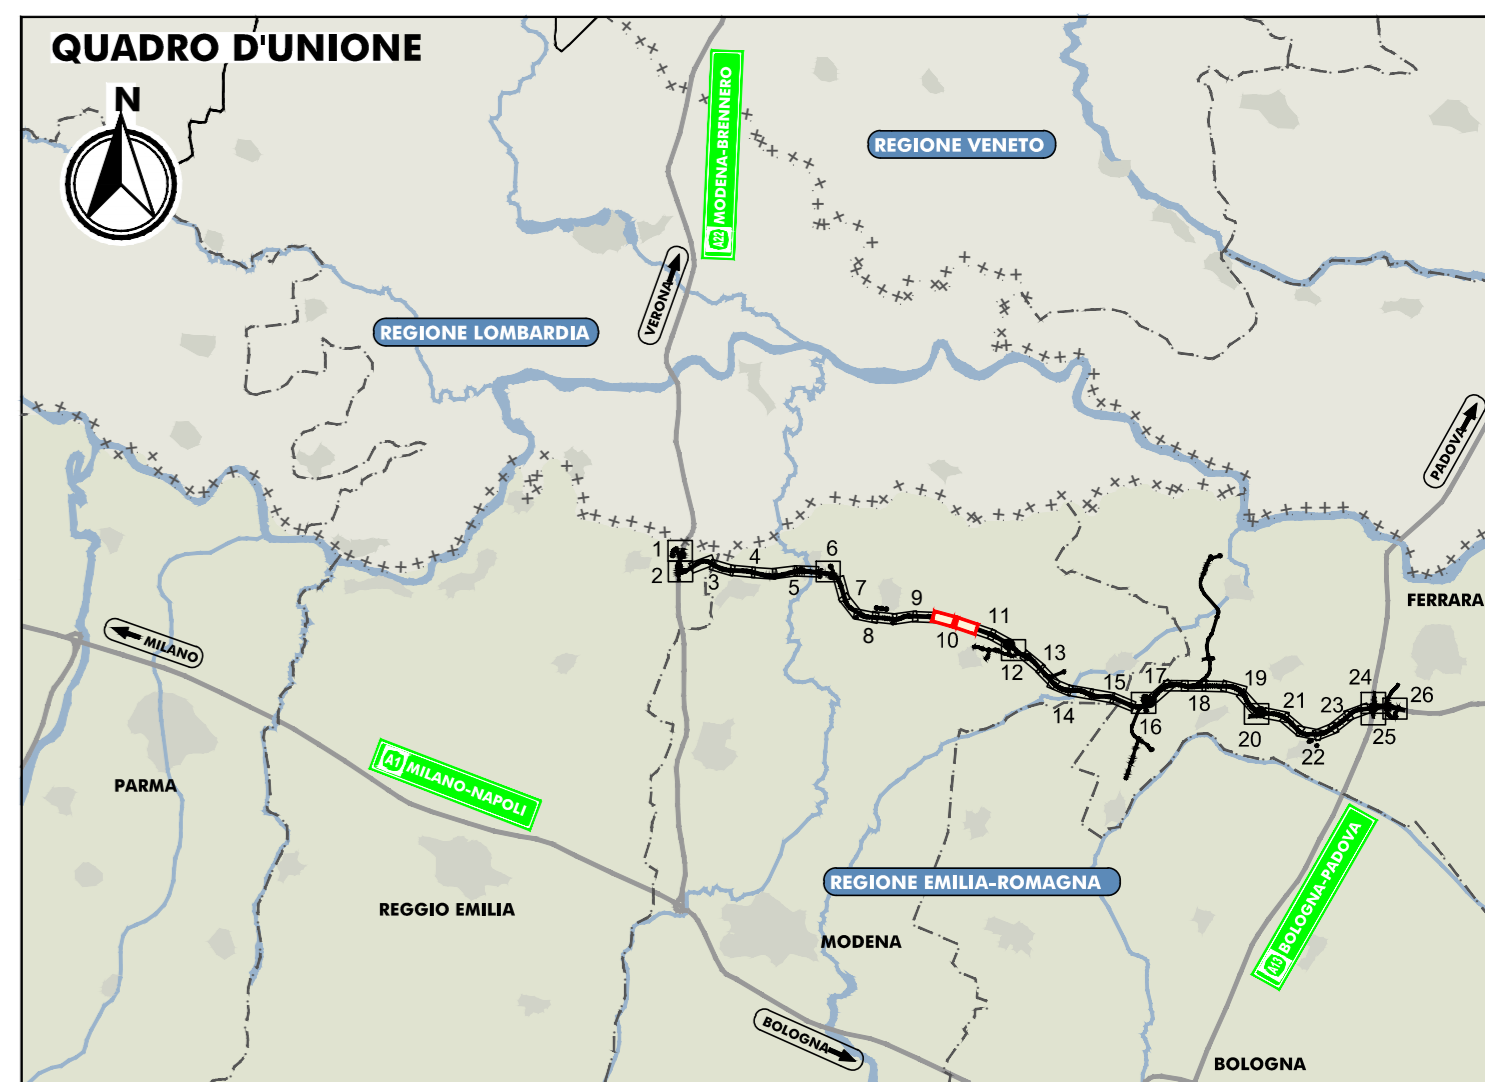 QUADRO D'UNIONE
N
A22 MODENA-BRENNERO
REGIONE VENETO
VERONA
REGIONE LOMBARDIA
PADOVA
1
2
3
4
5
6
7
8
9
10
11
12
13
14
15
16
17
18
19
20
21
22
23
24
25
26
FERRARA
MILANO
PARMA
A1 MILANO-NAPOLI
REGIONE EMILIA-ROMAGNA
A13 BOLOGNA-PADOVA
REGGIO EMILIA
MODENA
BOLOGNA
BOLOGNA